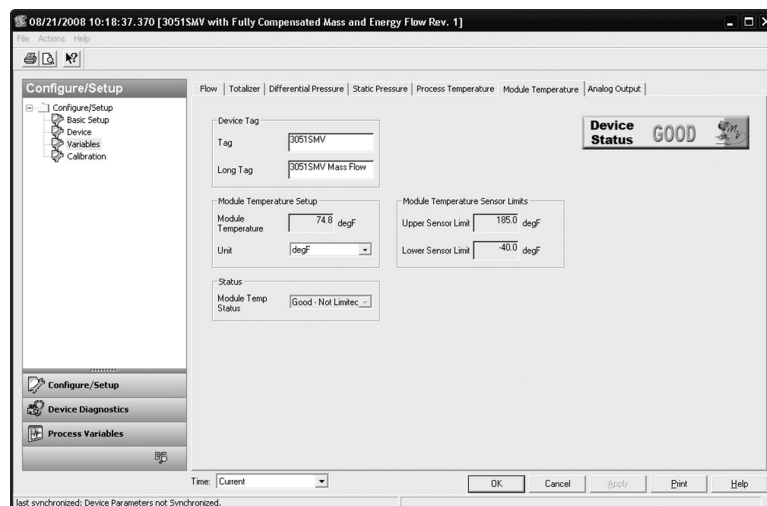 08/21/2008 10:18:37.370 [3051SMV with Fully Compensated Mass and Energy Flow Rev. 1]
File Actions Help
Configure/Setup
Configure/Setup
Basic Setup
Device
Variables
Calibration
Configure/Setup
Device Diagnostics
Process Variables
Flow Totalizer Differential Pressure Static Pressure Process Temperature Module Temperature Analog Output
Device Tag
Tag 3051SMV
Long Tag 3051SMV Mass Flow
Device Status GOOD
Module Temperature Setup
Module Temperature 74.8 degF
Unit degF
Module Temperature Sensor Limits
Upper Sensor Limit 185.0 degF
Lower Sensor Limit -40.0 degF
Status
Module Temp Status Good - Not Limitec
Time: Current
OK Cancel Apply Print Help
last synchronized: Device Parameters not Synchronized.